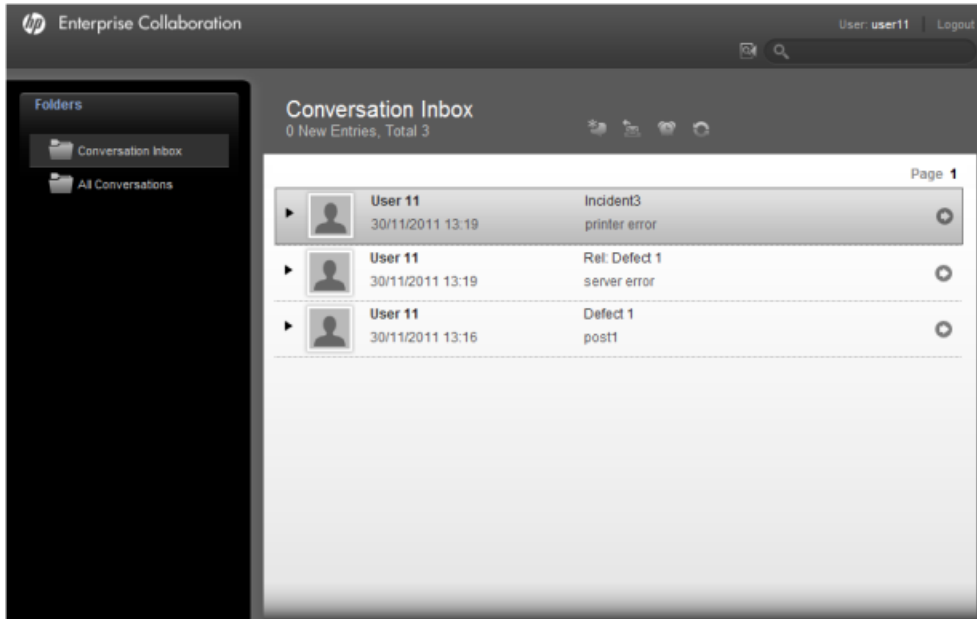 hp Enterprise Collaboration
User: user11 Logout
Folders
Conversation Inbox
All Conversations
Conversation Inbox
0 New Entries, Total 3
Page 1
User 11 Incident3
30/11/2011 13:19 printer error
User 11 Rel: Defect 1
30/11/2011 13:19 server error
User 11 Defect 1
30/11/2011 13:16 post1